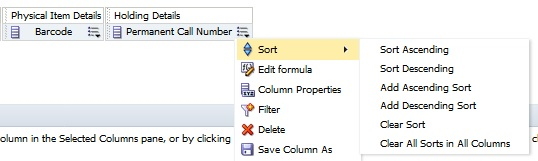 Physical Item Details
Holding Details
Barcode
Permanent Call Number
Sort
Edit formula
Column Properties
Filter
Delete
Save Column As
Sort Ascending
Sort Descending
Add Ascending Sort
Add Descending Sort
Clear Sort
Clear All Sorts in All Columns
olumn in the Selected Columns pane, or by clicking